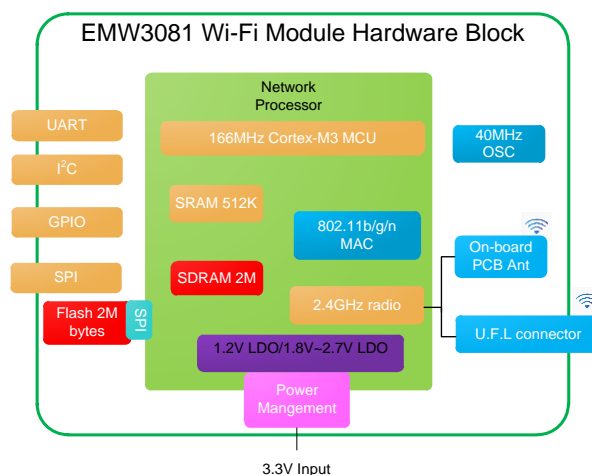 EMW3081 Wi-Fi Module Hardware Block
Network
Processor
UART
166MHz Cortex-M3 MCU
40MHz
OSC
I²C
SRAM 512K
GPIO
802.11b/g/n
MAC
On-board
PCB Ant
SPI
SDRAM 2M
2.4GHz radio
Flash 2M
bytes
SPI
U.F.L connector
1.2V LDO/1.8V~2.7V LDO
Power
Mangement
3.3V Input